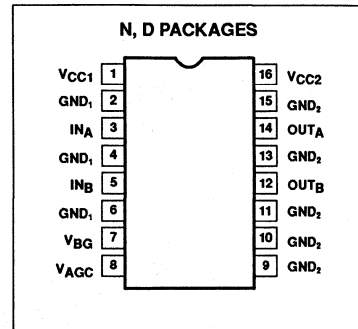 N, D PACKAGES
VCC1 1 16 VCC2
GND1 2 15 GND2
INA 3 14 OUTA
GND1 4 13 GND2
INB 5 12 OUTB
GND1 6 11 GND2
VBG 7 10 GND2
VAGC 8 9 GND2